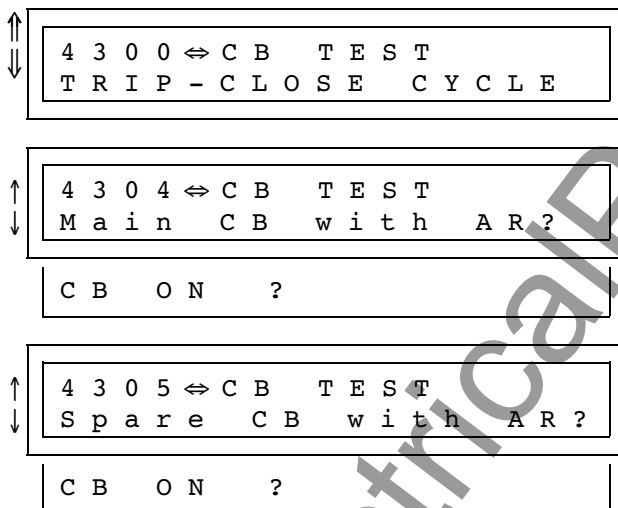 ⇑ 4300⇔CB TEST
⇓ TRIP-CLOSE CYCLE
↑ 4304⇔CB TEST
↓ Main CB with AR?
CB ON ?
↑ 4305⇔CB TEST
↓ Spare CB with AR?
CB ON ?